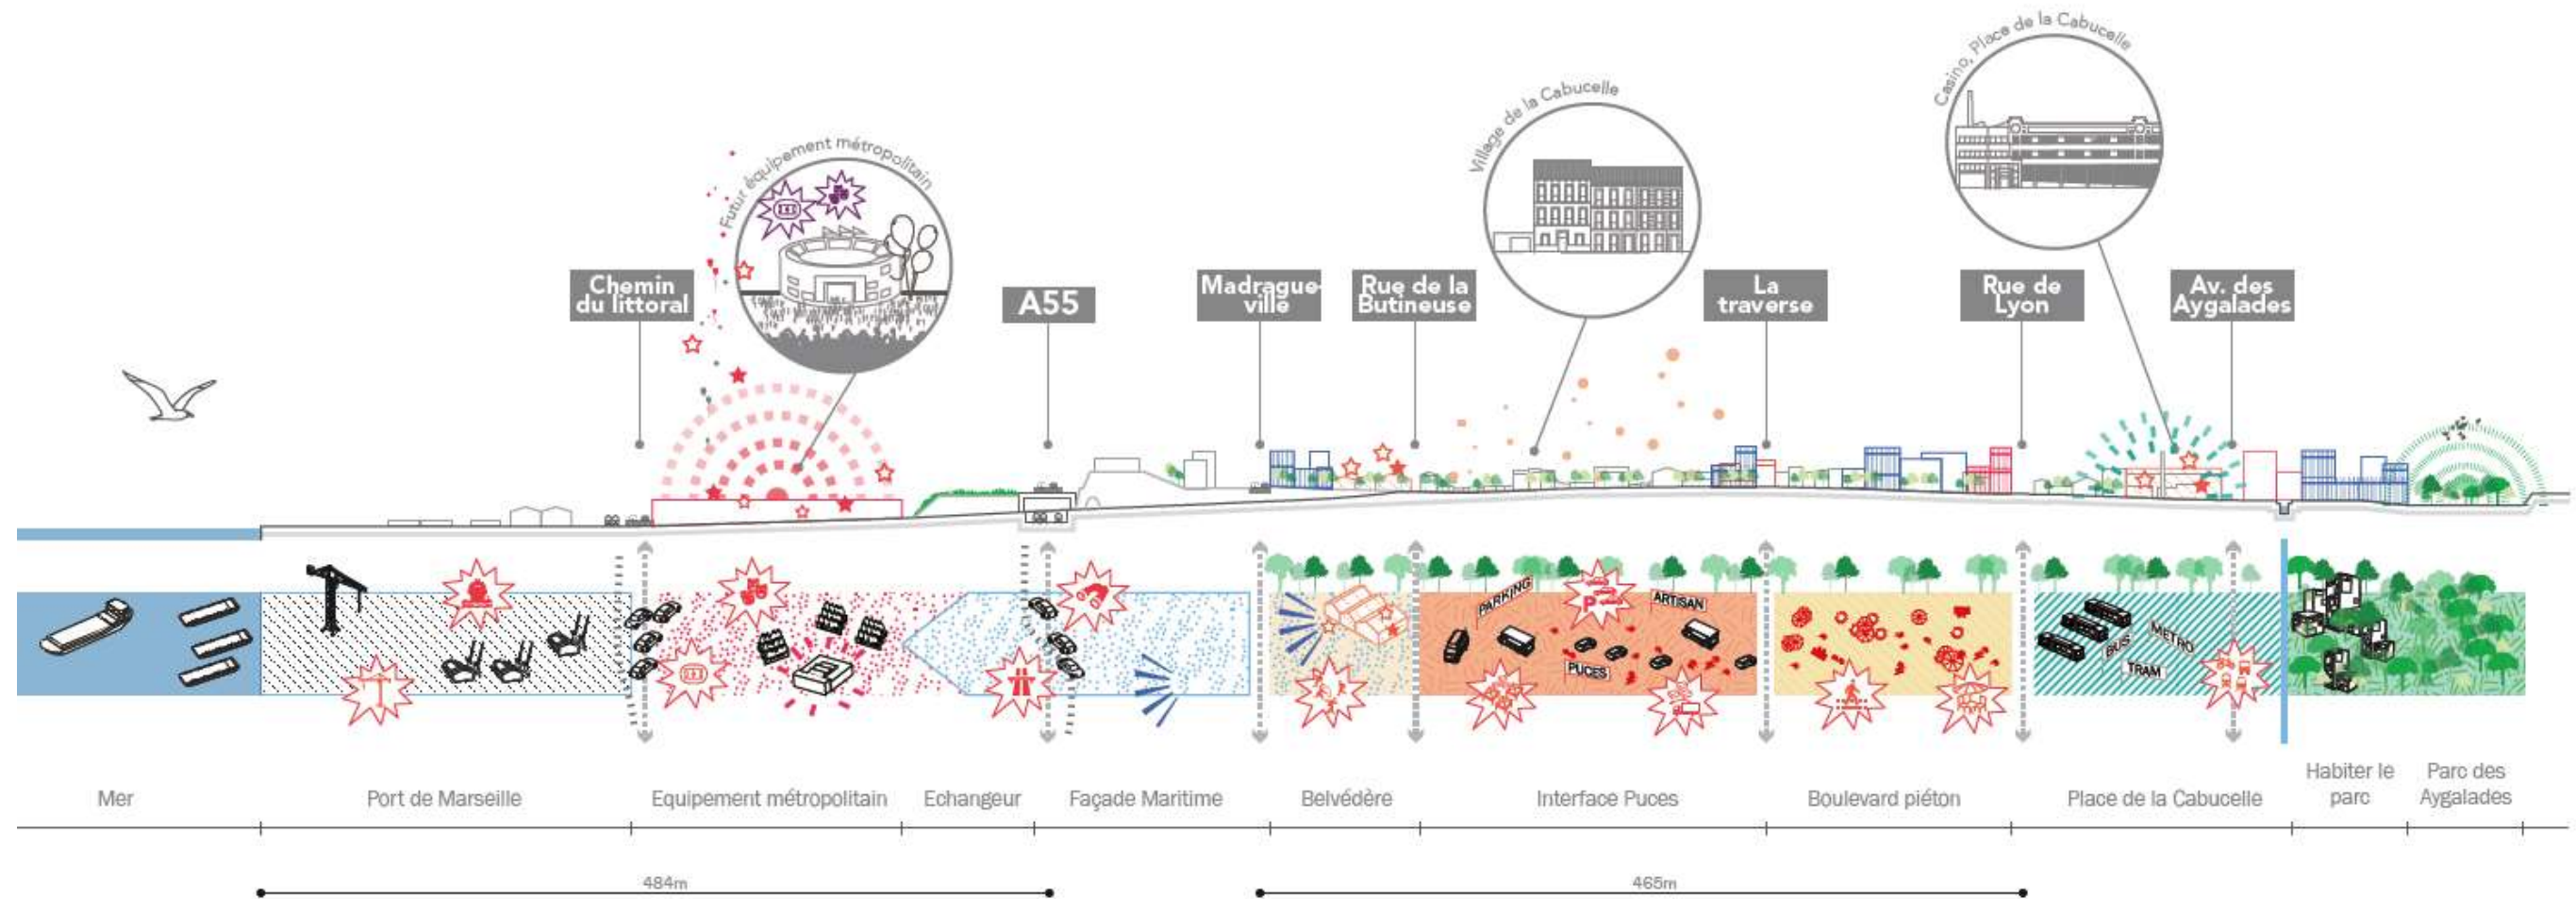 Casino, Place de la Cabucelle
Village de la Cabucelle
Futur équipement métropolitain
Chemin
du littoral
A55
Madrague-
ville
Rue de la
Butineuse
La
traverse
Rue de
Lyon
Av. des
Aygalades
PARKING
P
ARTISAN
PUCES
BUS
METRO
TRAM
Mer
Port de Marseille
Equipement métropolitain
Echangeur
Façade Maritime
Belvédère
Interface Puces
Boulevard piéton
Place de la Cabucelle
Habiter le
parc
Parc des
Aygalades
484m
465m